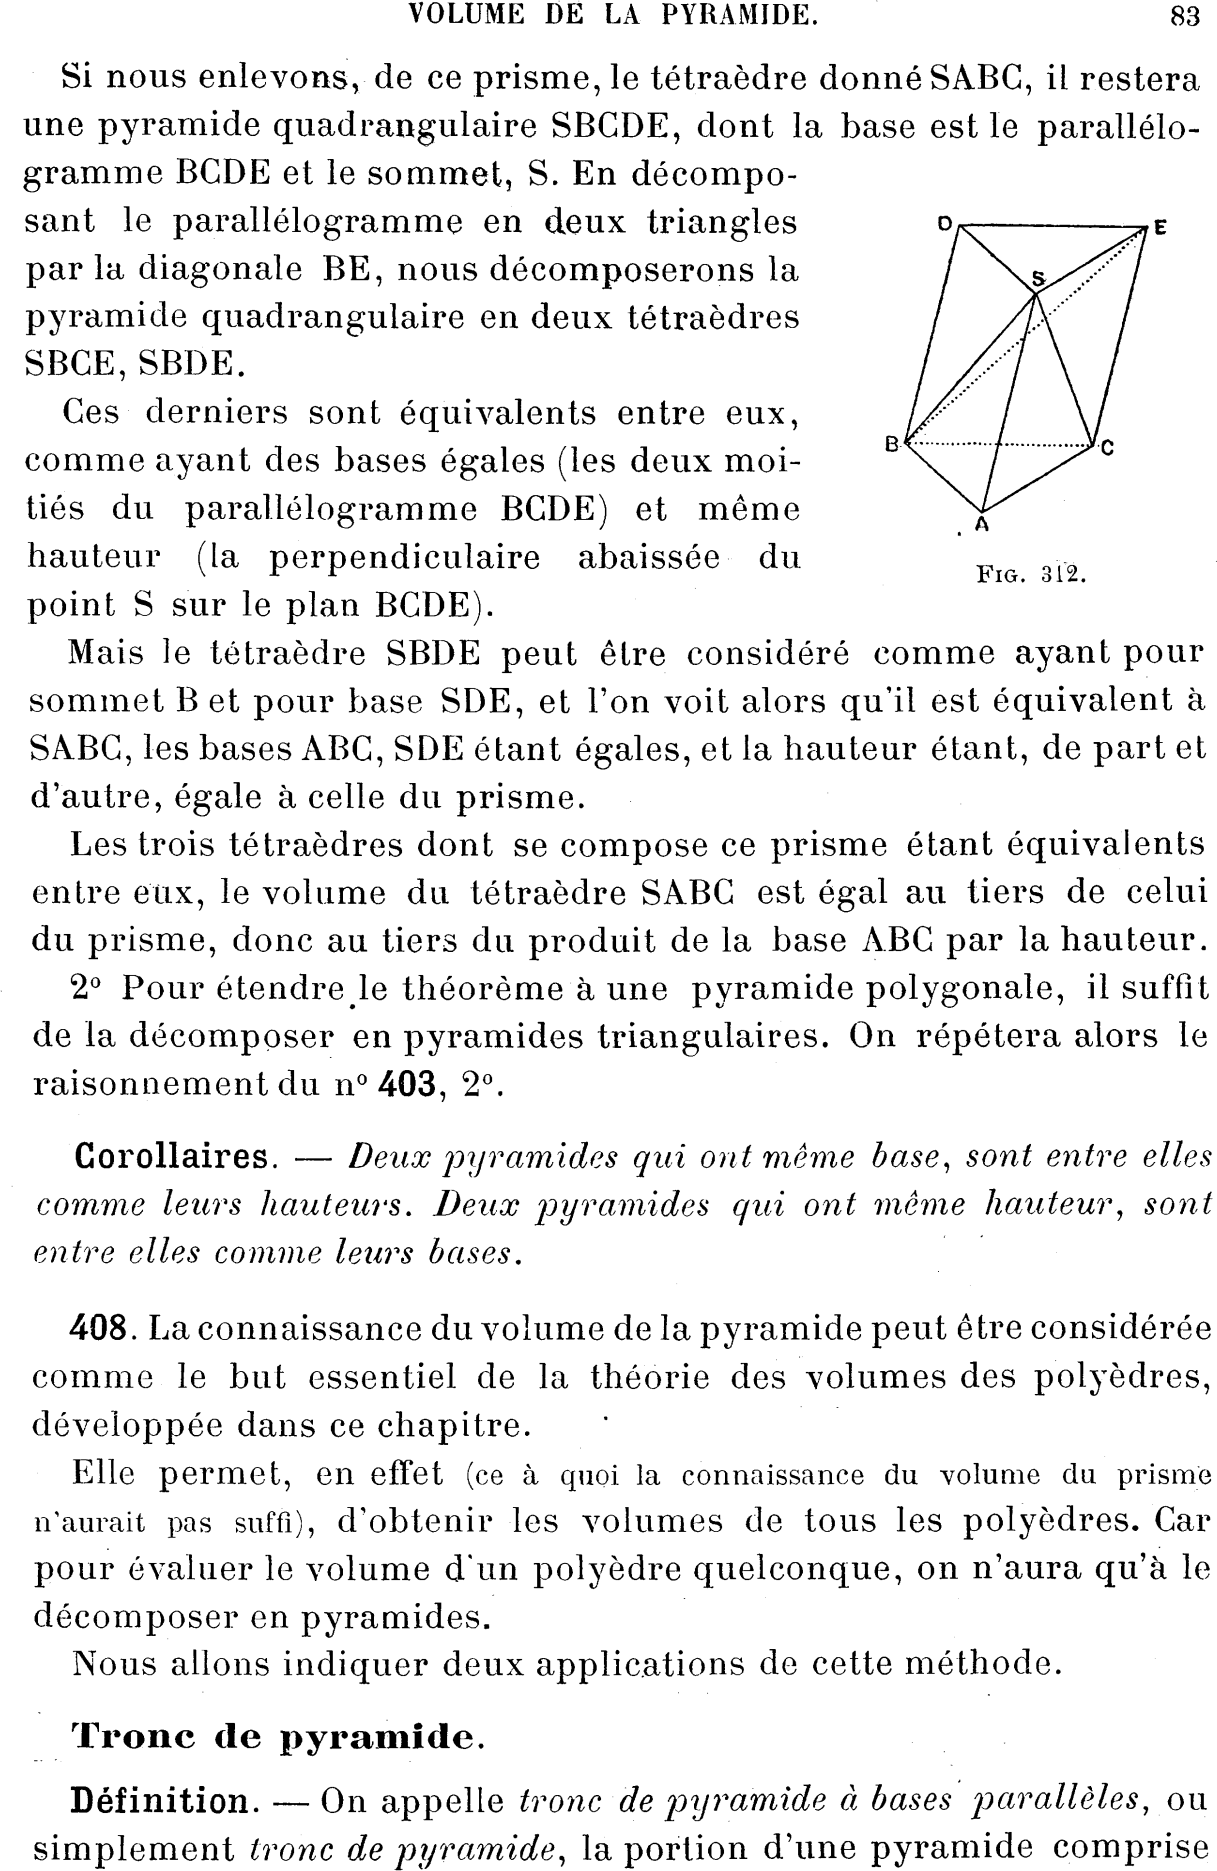 VOLUME DE LA PYRAMIDE. 83
Si nous enlevons, de ce prisme, le tétraèdre donné SABC, il restera
une pyramide quadrangulaire SBCDE, dont la base est le parallélo-
gramme BCDE et le sommet, S. En décompo-
sant le parallélogramme en deux triangles
par la diagonale BE, nous décomposerons la
pyramide quadrangulaire en deux tétraèdres
SBCE, SBDE.
Ces derniers sont équivalents entre eux,
comme ayant des bases égales (les deux moi-
tiés du parallélogramme BCDE) et même
hauteur (la perpendiculaire abaissée du
point S sur le plan BCDE).
D
E
S
B
C
A
FIG. 312.
Mais le tétraèdre SBDE peut être considéré comme ayant pour
sommet B et pour base SDE, et l'on voit alors qu'il est équivalent à
SABC, les bases ABC, SDE étant égales, et la hauteur étant, de part et
d'autre, égale à celle du prisme.
Les trois tétraèdres dont se compose ce prisme étant équivalents
entre eux, le volume du tétraèdre SABC est égal au tiers de celui
du prisme, donc au tiers du produit de la base ABC par la hauteur.
2º Pour étendre le théorème à une pyramide polygonale, il suffit
de la décomposer en pyramides triangulaires. On répétera alors le
raisonnement du nº 403, 2º.
Corollaires. — Deux pyramides qui ont même base, sont entre elles
comme leurs hauteurs. Deux pyramides qui ont même hauteur, sont
entre elles comme leurs bases.
408. La connaissance du volume de la pyramide peut être considérée
comme le but essentiel de la théorie des volumes des polyèdres,
développée dans ce chapitre.
Elle permet, en effet (ce à quoi la connaissance du volume du prisme
n'aurait pas suffi), d'obtenir les volumes de tous les polyèdres. Car
pour évaluer le volume d'un polyèdre quelconque, on n'aura qu'à le
décomposer en pyramides.
Nous allons indiquer deux applications de cette méthode.
Tronc de pyramide.
Définition. — On appelle tronc de pyramide à bases parallèles, ou
simplement tronc de pyramide, la portion d'une pyramide comprise